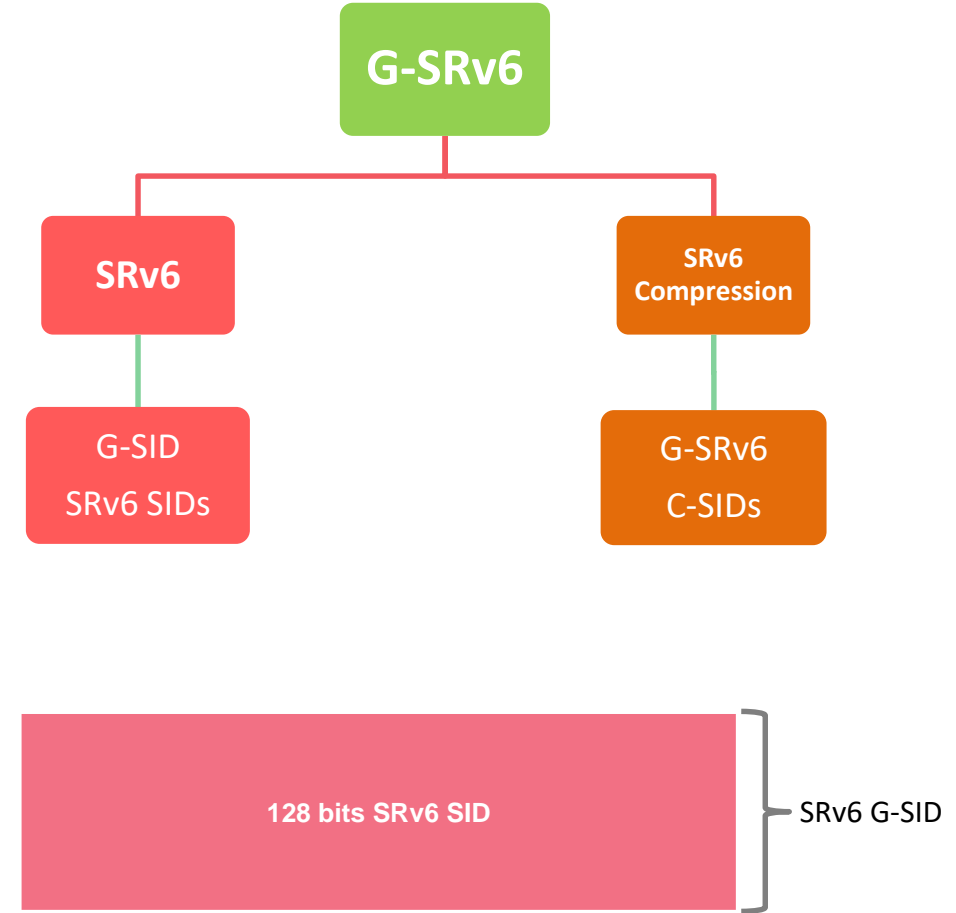 G-SRv6
SRv6
SRv6
Compression
G-SID
SRv6 SIDs
G-SRv6
C-SIDs
128 bits SRv6 SID
SRv6 G-SID